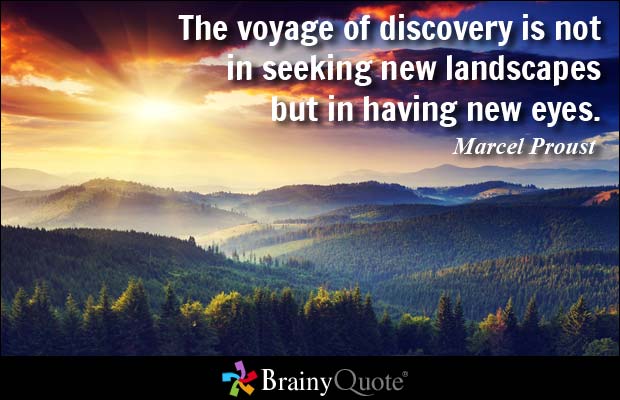 The voyage of discovery is not
in seeking new landscapes
but in having new eyes.
Marcel Proust
BrainyQuote®